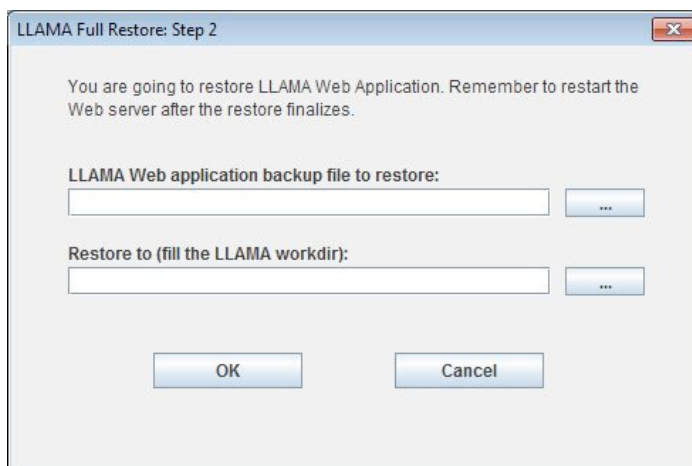 LLAMA Full Restore: Step 2
You are going to restore LLAMA Web Application. Remember to restart the
Web server after the restore finalizes.
LLAMA Web application backup file to restore:
...
Restore to (fill the LLAMA workdir):
...
OK
Cancel